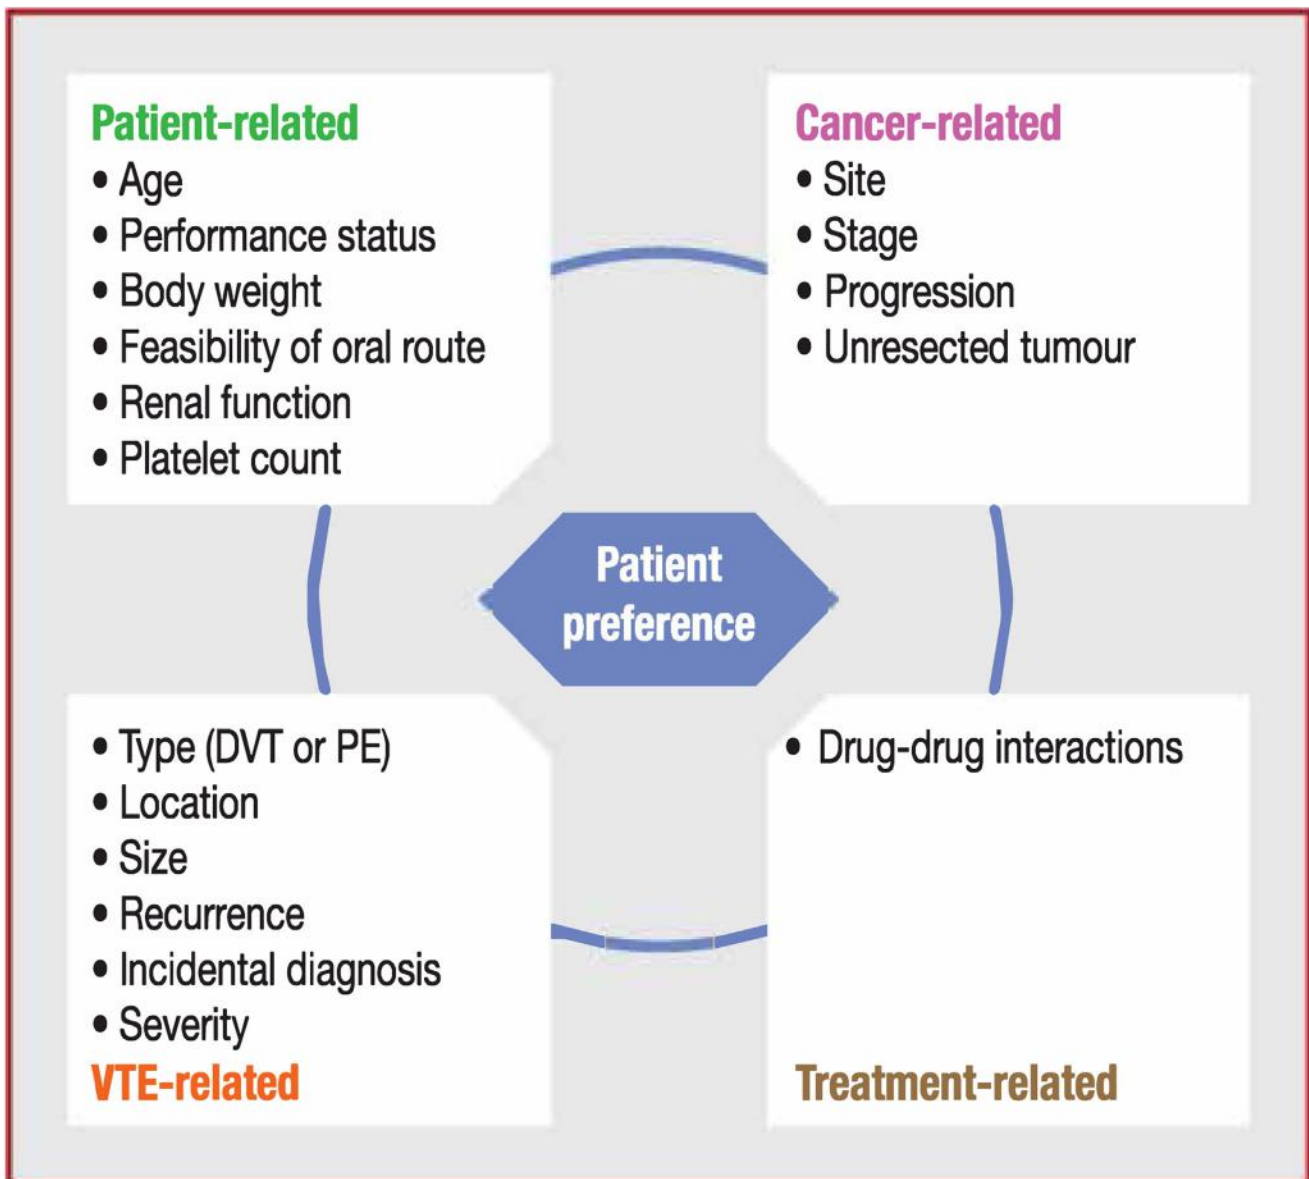 Patient-related
• Age
• Performance status
• Body weight
• Feasibility of oral route
• Renal function
• Platelet count
Cancer-related
• Site
• Stage
• Progression
• Unresected tumour
Patient
preference
• Type (DVT or PE)
• Location
• Size
• Recurrence
• Incidental diagnosis
• Severity
VTE-related
• Drug-drug interactions
Treatment-related